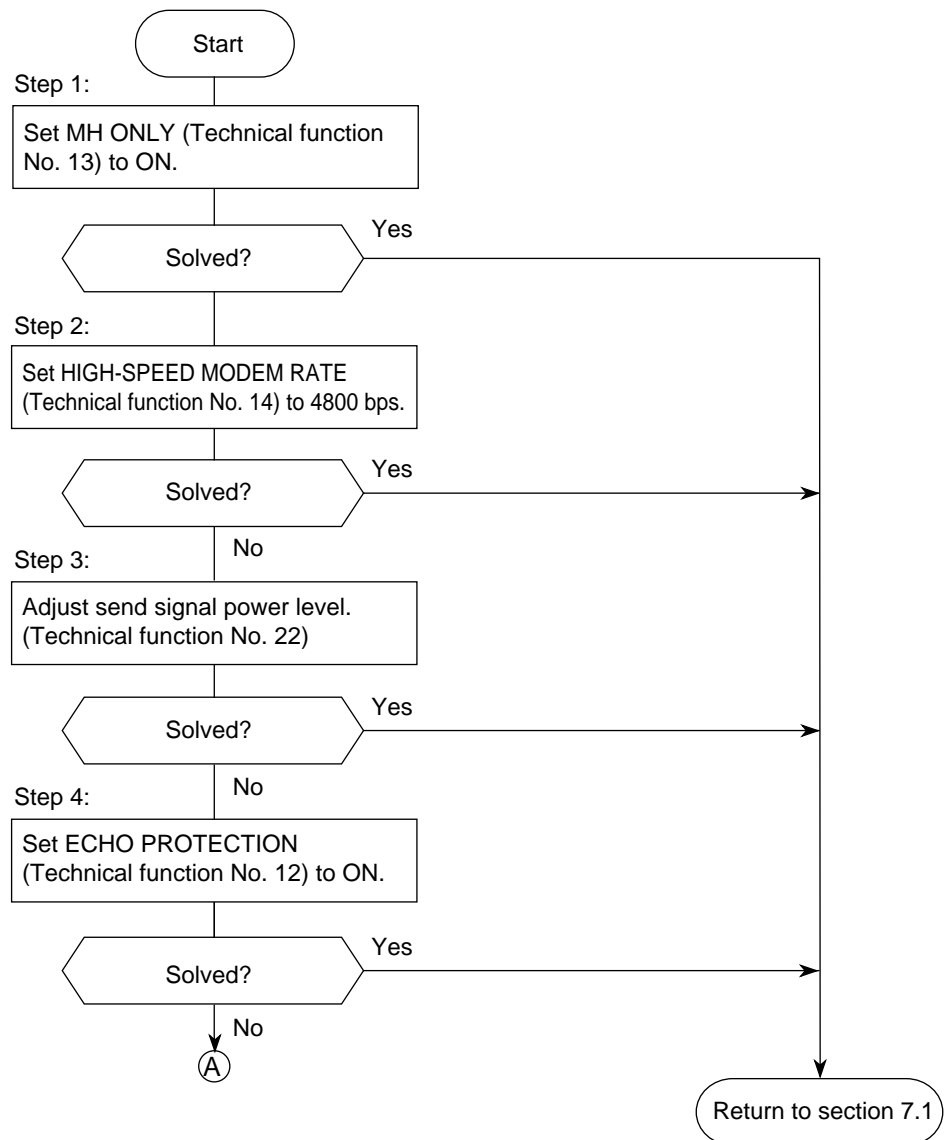 Start
Step 1:
Set MH ONLY (Technical function
No. 13) to ON.
Yes
Solved?
Step 2:
Set HIGH-SPEED MODEM RATE
(Technical function No. 14) to 4800 bps.
Yes
Solved?
No
Step 3:
Adjust send signal power level.
(Technical function No. 22)
Yes
Solved?
No
Step 4:
Set ECHO PROTECTION
(Technical function No. 12) to ON.
Yes
Solved?
No
A
Return to section 7.1